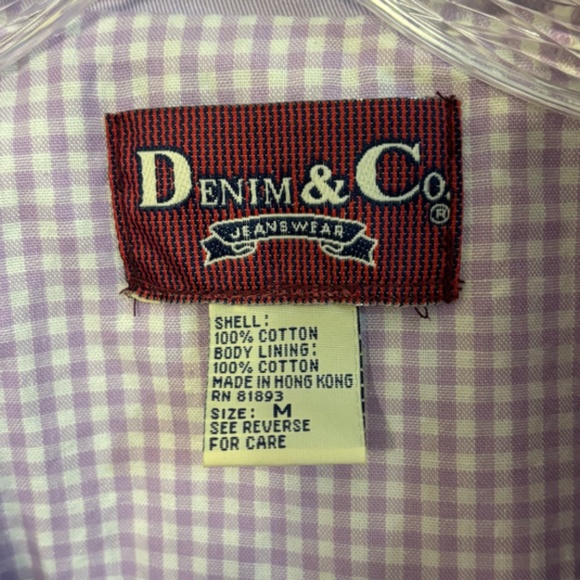 DENIM & CO.®
JEANSWEAR
SHELL:
100% COTTON
BODY LINING:
100% COTTON
MADE IN HONG KONG
RN 81893
SIZE: M
SEE REVERSE
FOR CARE